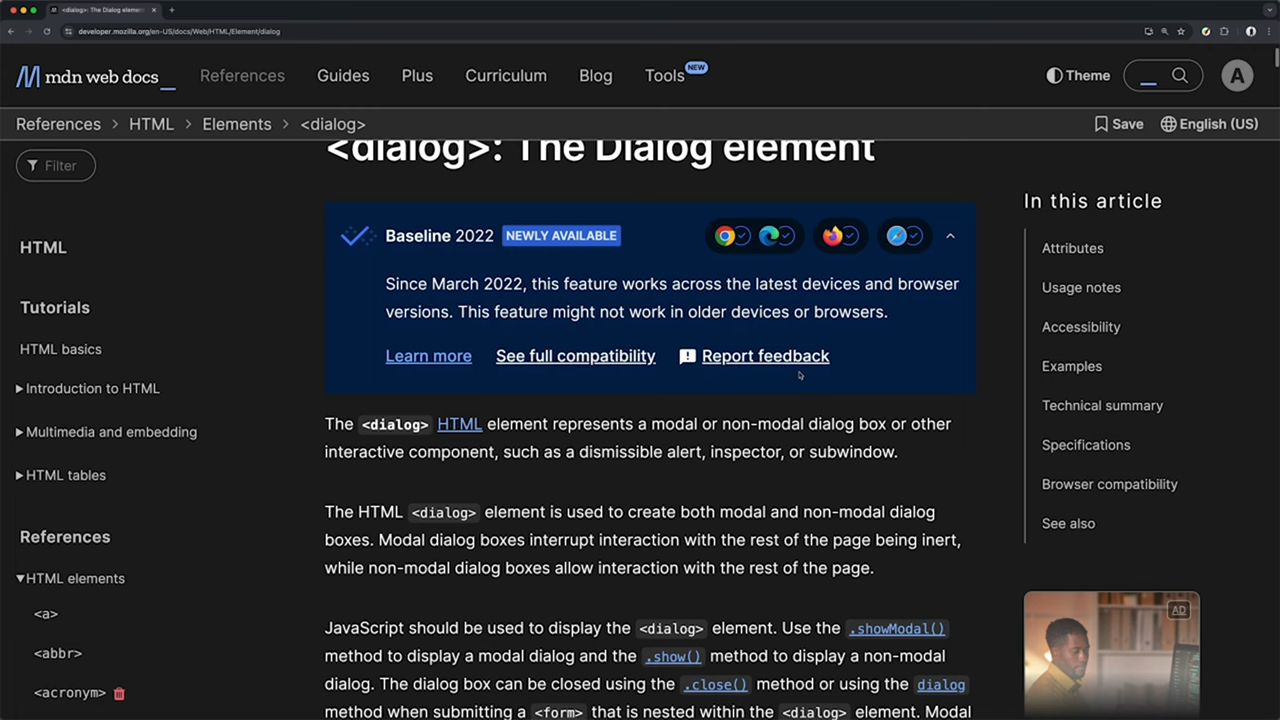 <dialog>: The Dialog elemen
developer.mozilla.org/en-US/docs/Web/HTML/Element/dialog
mdn web docs
References
Guides
Plus
Curriculum
Blog
Tools
NEW
Theme
A
References
HTML
Elements
<dialog>
Save
English (US)
Filter
<dialog>: The Dialog element
In this article
Attributes
Usage notes
Accessibility
Examples
Technical summary
Specifications
Browser compatibility
See also
AD
HTML
Tutorials
HTML basics
Introduction to HTML
Multimedia and embedding
HTML tables
References
HTML elements
<a>
<abbr>
<acronym>
Baseline 2022 NEWLY AVAILABLE
Since March 2022, this feature works across the latest devices and browser
versions. This feature might not work in older devices or browsers.
Learn more
See full compatibility
Report feedback
The <dialog> HTML element represents a modal or non-modal dialog box or other
interactive component, such as a dismissible alert, inspector, or subwindow.
The HTML <dialog> element is used to create both modal and non-modal dialog
boxes. Modal dialog boxes interrupt interaction with the rest of the page being inert,
while non-modal dialog boxes allow interaction with the rest of the page.
JavaScript should be used to display the <dialog> element. Use the .showModal()
method to display a modal dialog and the .show() method to display a non-modal
dialog. The dialog box can be closed using the .close() method or using the dialog
method when submitting a <form> that is nested within the <dialog> element. Modal